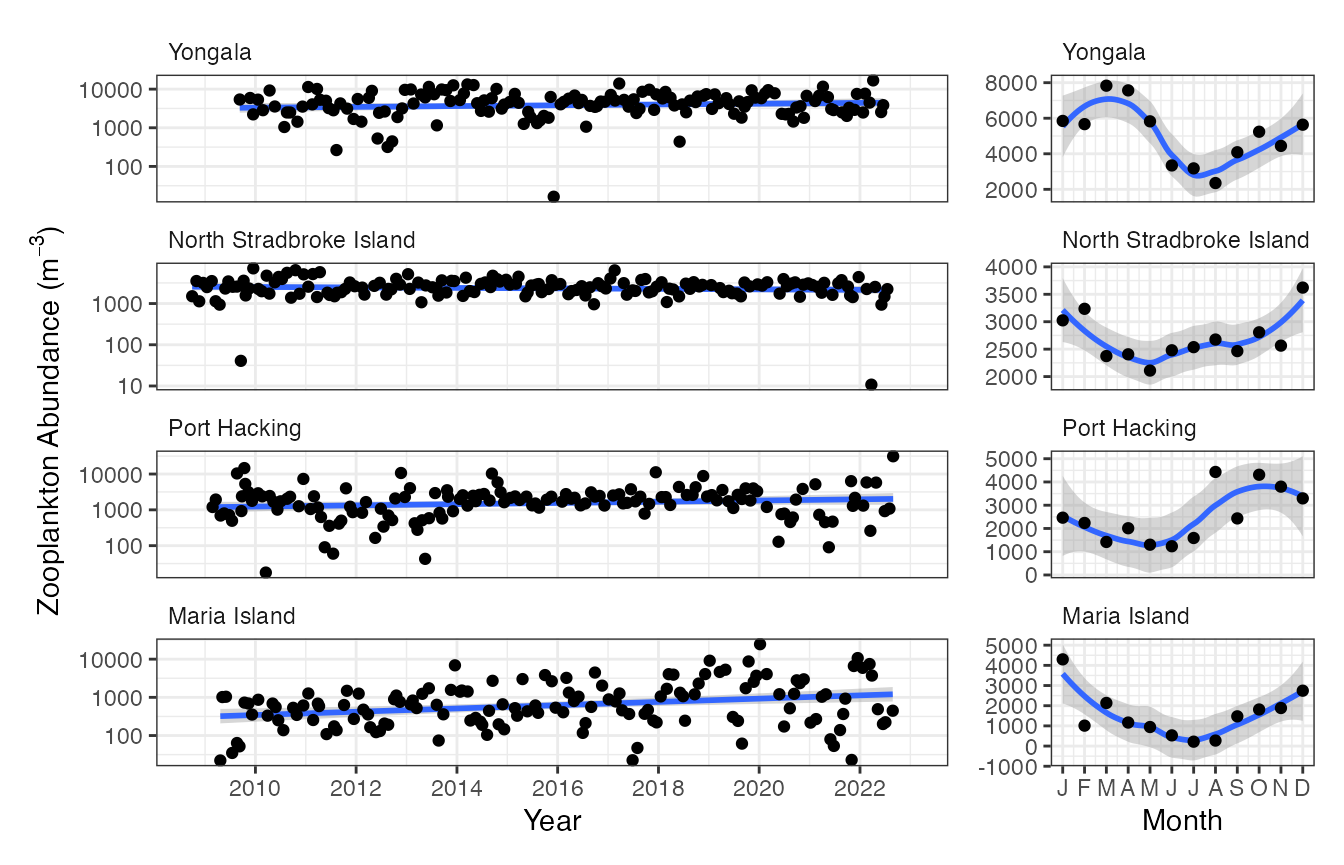 Yongala
Yongala
10000
1000
100
8000
6000
4000
2000
North Stradbroke Island
North Stradbroke Island
1000
100
10
4000
3500
3000
2500
2000
Zooplankton Abundance (m⁻³)
Port Hacking
Port Hacking
10000
1000
100
5000
4000
3000
2000
1000
0
Maria Island
Maria Island
10000
1000
100
5000
4000
3000
2000
1000
0
-1000
2010 2012 2014 2016 2018 2020 2022
J F M A M J J A S O N D
Year
Month